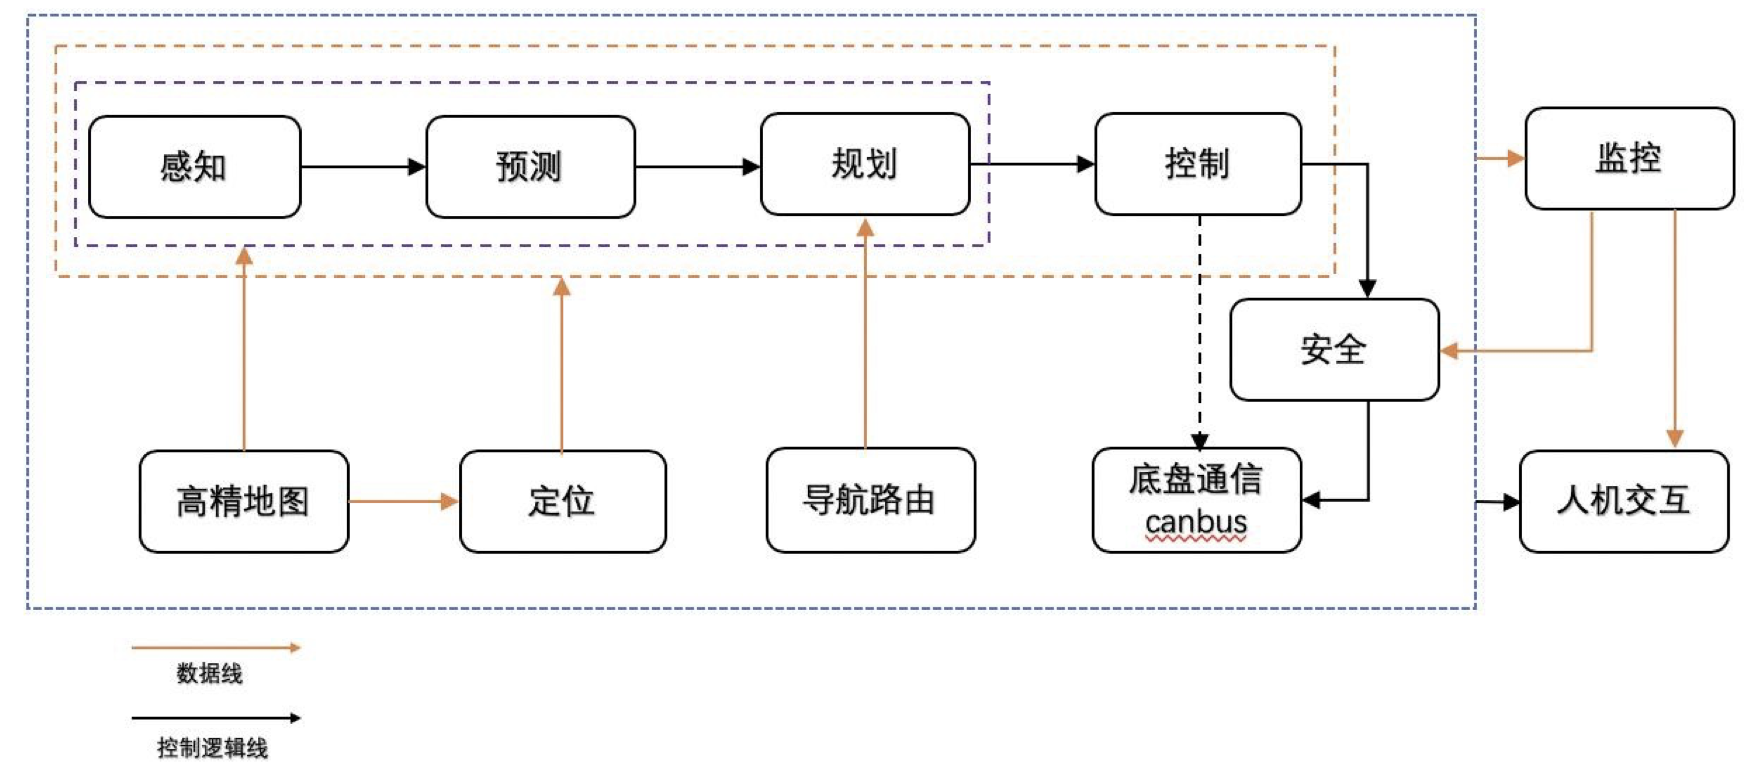 感知
预测
规划
控制
监控
安全
高精地图
定位
导航路由
底盘通信
canbus
人机交互
数据线
控制逻辑线